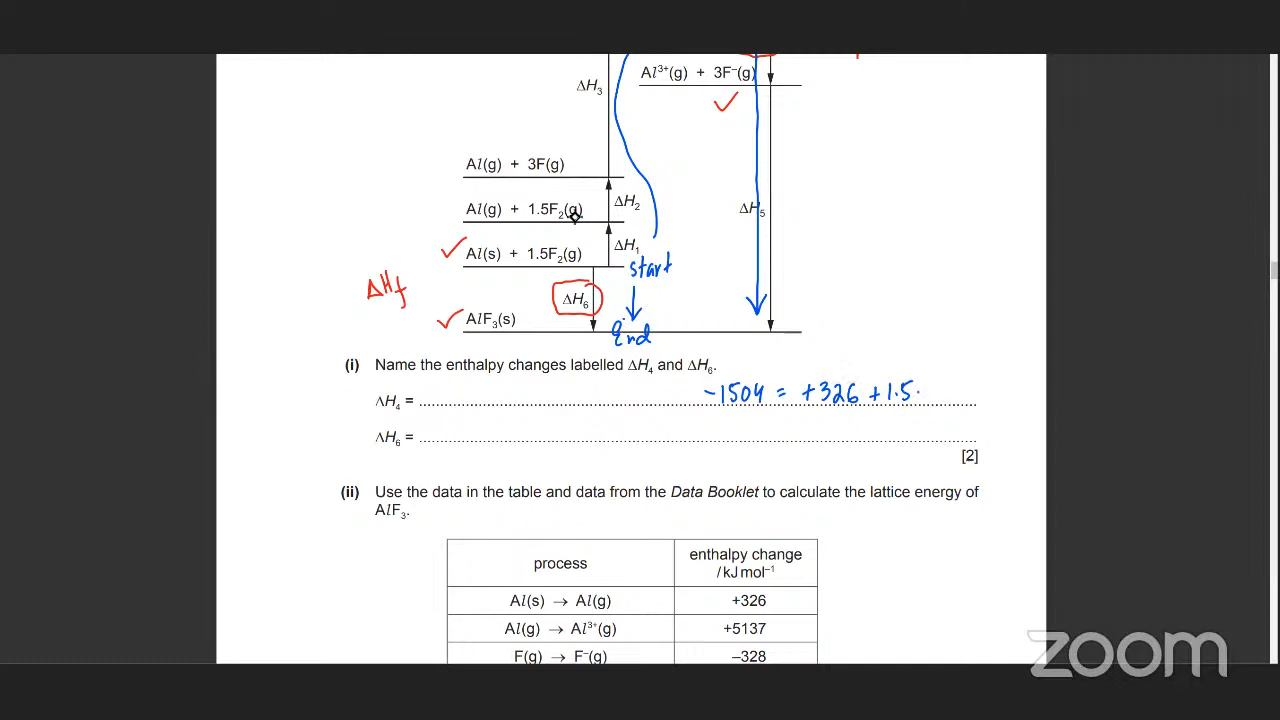 Al³⁺(g) + 3F⁻(g)
ΔH₃
Al(g) + 3F(g)
Al(g) + 1.5F₂(g)
ΔH₂
ΔH₅
Al(s) + 1.5F₂(g)
ΔH₁
start
ΔHf
ΔH₆
AlF₃(s)
end
(i) Name the enthalpy changes labelled ΔH₄ and ΔH₆.
-1504 = +326 + 1.5
ΔH₄ = ........................................................................
ΔH₆ = ........................................................................
[2]
(ii) Use the data in the table and data from the Data Booklet to calculate the lattice energy of
AlF₃.
process
enthalpy change
/kJ mol⁻¹
Al(s) → Al(g) +326
Al(g) → Al³⁺(g) +5137
F(g) → F⁻(g) –328
zoom